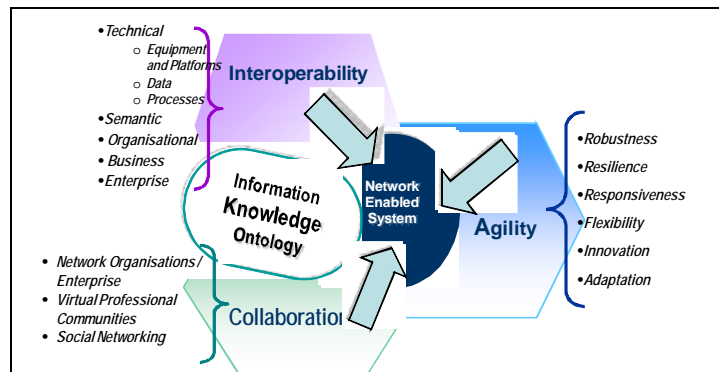 •Technical
o Equipment
and Platforms
o Data
o Processes
•Semantic
• Organisational
• Business
• Enterprise
Interoperability
Information
Knowledge
Ontology
Network
Enabled
System
Agility
•Robustness
•Resilience
•Responsiveness
•Flexibility
•Innovation
•Adaptation
• Network Organisations /
Enterprise
• Virtual Professional
Communities
• Social Networking
Collaboration